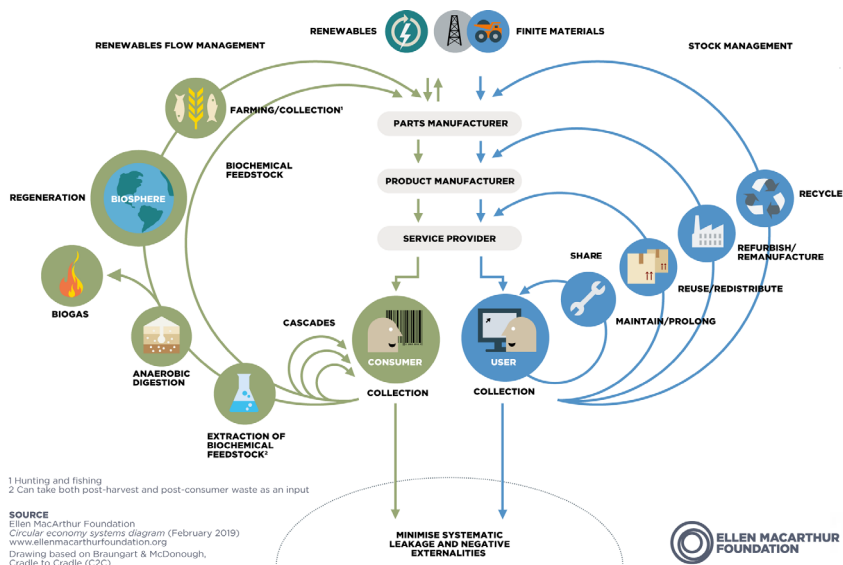 RENEWABLES
FINITE MATERIALS
RENEWABLES FLOW MANAGEMENT
STOCK MANAGEMENT
FARMING/COLLECTION¹
PARTS MANUFACTURER
BIOCHEMICAL
FEEDSTOCK
REGENERATION
BIOSPHERE
PRODUCT MANUFACTURER
RECYCLE
SERVICE PROVIDER
REFURBISH/
REMANUFACTURE
SHARE
REUSE/REDISTRIBUTE
BIOGAS
MAINTAIN/PROLONG
CASCADES
CONSUMER
USER
ANAEROBIC
DIGESTION
COLLECTION
COLLECTION
EXTRACTION OF
BIOCHEMICAL
FEEDSTOCK²
1 Hunting and fishing
2 Can take both post-harvest and post-consumer waste as an input
SOURCE
Ellen MacArthur Foundation
Circular economy systems diagram (February 2019)
www.ellenmacarthurfoundation.org
Drawing based on Braungart & McDonough,
Cradle to Cradle (C2C)
MINIMISE SYSTEMATIC
LEAKAGE AND NEGATIVE
EXTERNALITIES
ELLEN MACARTHUR
FOUNDATION